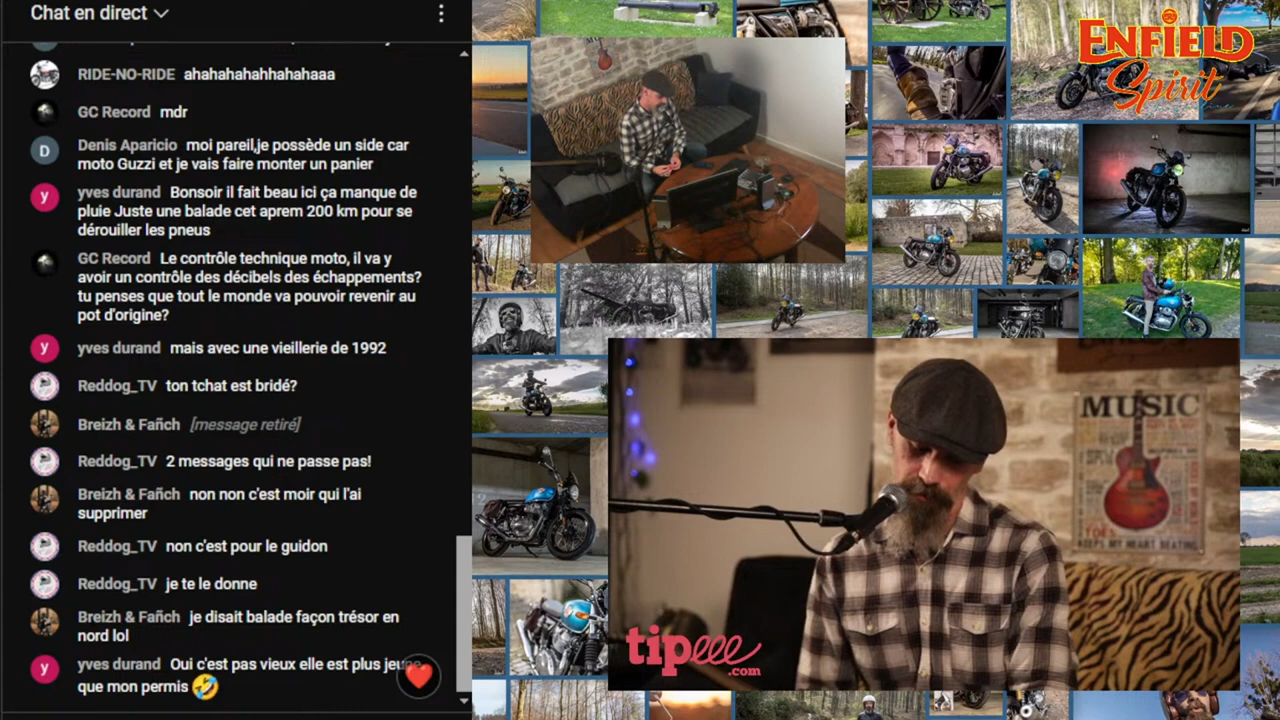 Chat en direct
RIDE-NO-RIDE ahahahahahhahahaaa
GC Record mdr
D
Denis Aparicio moi pareil,je possède un side car
moto Guzzi et je vais faire monter un panier
y
yves durand Bonsoir il fait beau ici ça manque de
pluie Juste une balade cet aprem 200 km pour se
dérouiller les pneus
GC Record Le contrôle technique moto, il va y
avoir un contrôle des décibels des échappements?
tu penses que tout le monde va pouvoir revenir au
pot d'origine?
y
yves durand mais avec une vieillerie de 1992
Reddog_TV ton tchat est bridé?
Breizh & Fañch [message retiré]
Reddog_TV 2 messages qui ne passe pas!
Breizh & Fañch non non c'est moir qui l'ai
supprimer
Reddog_TV non c'est pour le guidon
Reddog_TV je te le donne
Breizh & Fañch je disait balade façon trésor en
nord lol
y
yves durand Oui c'est pas vieux elle est plus jeune
que mon permis 🤣
ENFIELD
Spirit
MUSIC
KEEPS MY HEART BEATING
tipeee
.com